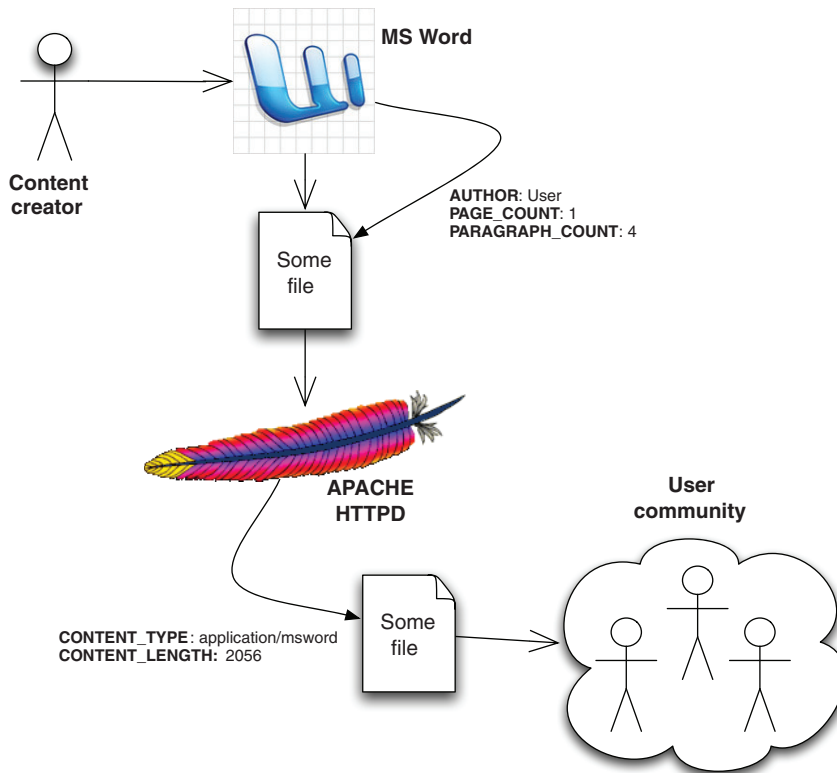 MS Word
Content
creator
AUTHOR: User
PAGE_COUNT: 1
PARAGRAPH_COUNT: 4
Some
file
APACHE
HTTPD
User
community
CONTENT_TYPE: application/msword
CONTENT_LENGTH: 2056
Some
file